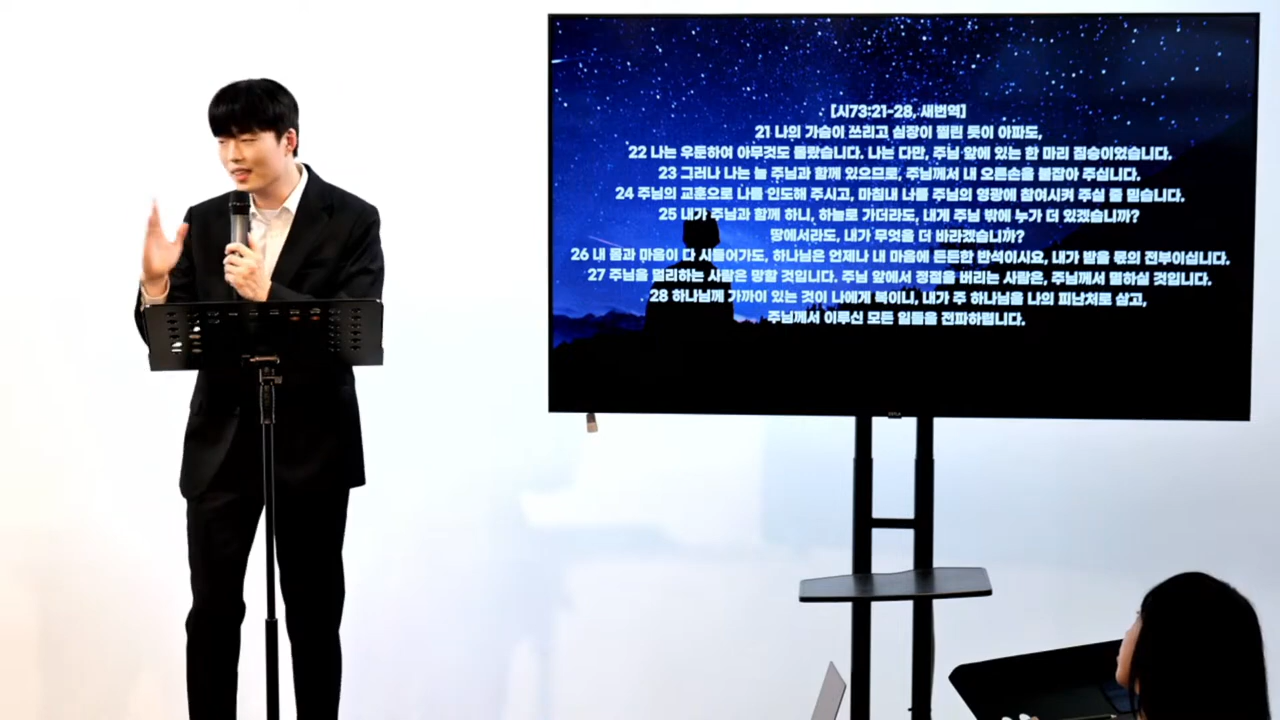 [시73:21-28, 새번역]
21 나의 가슴이 쓰리고 심장이 찔린 듯이 아파도,
22 나는 우둔하여 아무것도 몰랐습니다. 나는 다만, 주님 앞에 있는 한 마리 짐승이었습니다.
23 그러나 나는 늘 주님과 함께 있으므로, 주님께서 내 오른손을 붙잡아 주십니다.
24 주님의 교훈으로 나를 인도해 주시고, 마침내 나를 주님의 영광에 참여시켜 주실 줄 믿습니다.
25 내가 주님과 함께 하니, 하늘로 가더라도, 내게 주님 밖에 누가 더 있겠습니까?
땅에서라도, 내가 무엇을 더 바라겠습니까?
26 내 몸과 마음이 다 시들어가도, 하나님은 언제나 내 마음에 든든한 반석이시요, 내가 받을 몫의 전부이십니다.
27 주님을 멀리하는 사람은 망할 것입니다. 주님 앞에서 정절을 버리는 사람은, 주님께서 멸하실 것입니다.
28 하나님께 가까이 있는 것이 나에게 복이니, 내가 주 하나님을 나의 피난처로 삼고,
주님께서 이루신 모든 일들을 전파하렵니다.